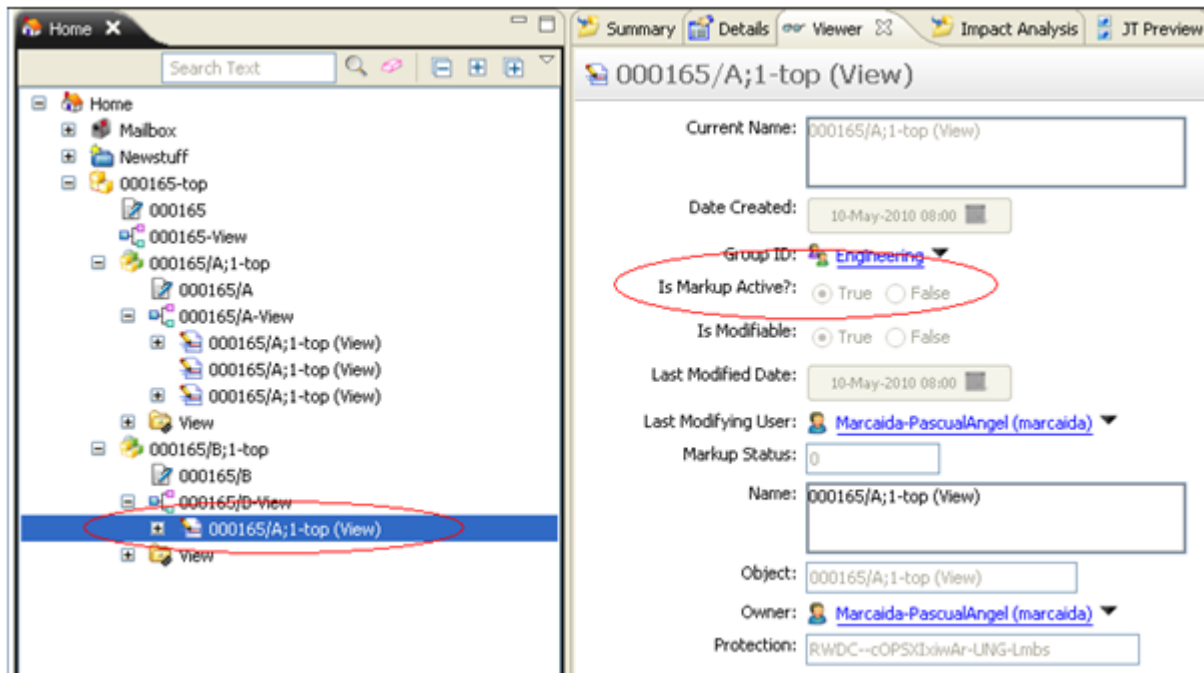 Home
Search Text
Home
Mailbox
Newstuff
000165-top
000165
000165-View
000165/A;1-top
000165/A
000165/A-View
000165/A;1-top (View)
000165/A;1-top (View)
000165/A;1-top (View)
View
000165/B;1-top
000165/B
000165/B-View
000165/A;1-top (View)
View
Summary Details Viewer Impact Analysis JT Preview
000165/A;1-top (View)
Current Name: 000165/A;1-top (View)
Date Created: 10-May-2010 08:00
Group ID: Engineering
Is Markup Active?: True False
Is Modifiable: True False
Last Modified Date: 10-May-2010 08:00
Last Modifying User: Marcaida-PascualAngel (marcaida)
Markup Status: 0
Name: 000165/A;1-top (View)
Object: 000165/A;1-top (View)
Owner: Marcaida-PascualAngel (marcaida)
Protection: RWDC--cOPSXIxiwAr-UNG-Lmbs